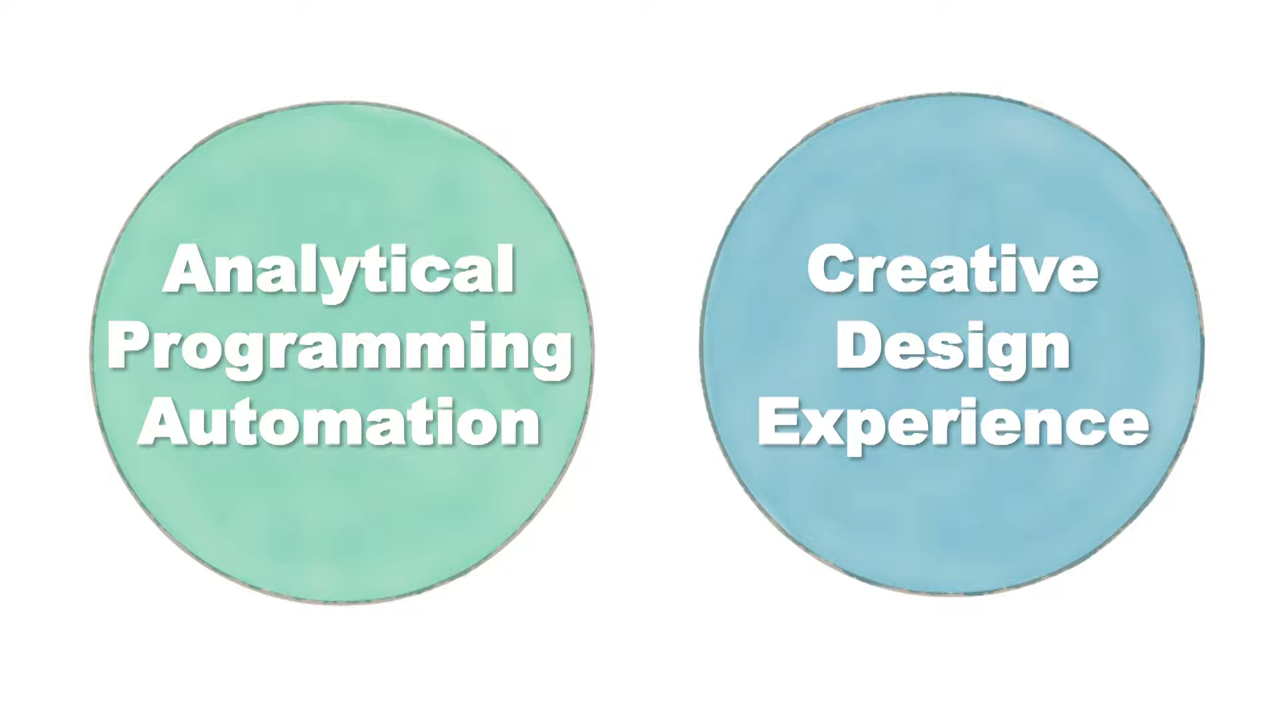 Analytical
Programming
Automation
Creative
Design
Experience